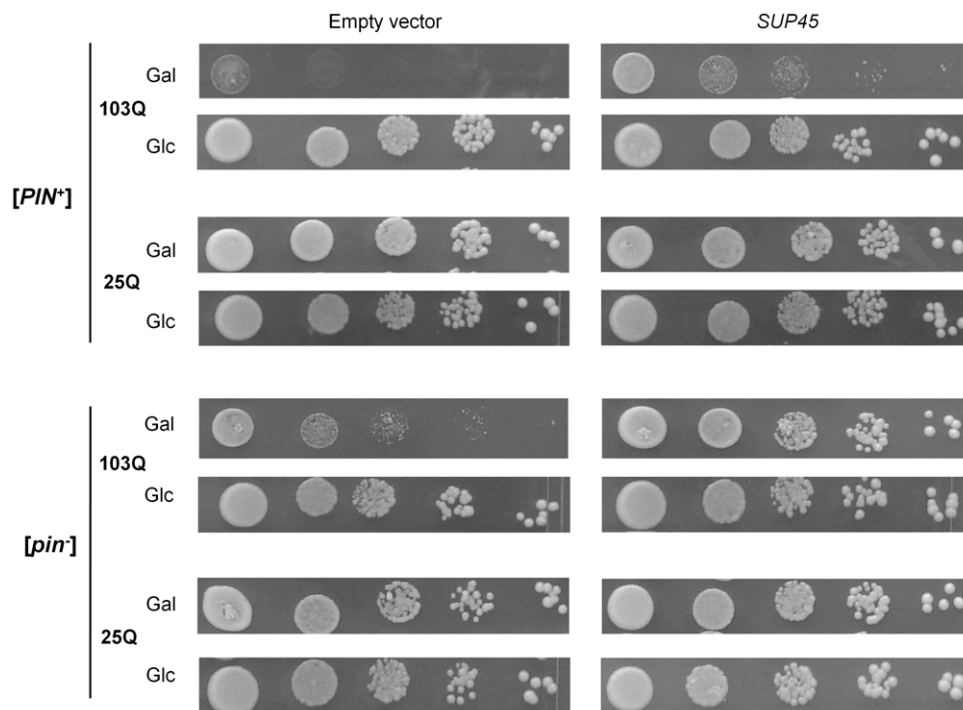 Empty vector SUP45
Gal
103Q
Glc
[PIN⁺]
Gal
25Q
Glc
Gal
103Q
Glc
[pin⁻]
Gal
25Q
Glc